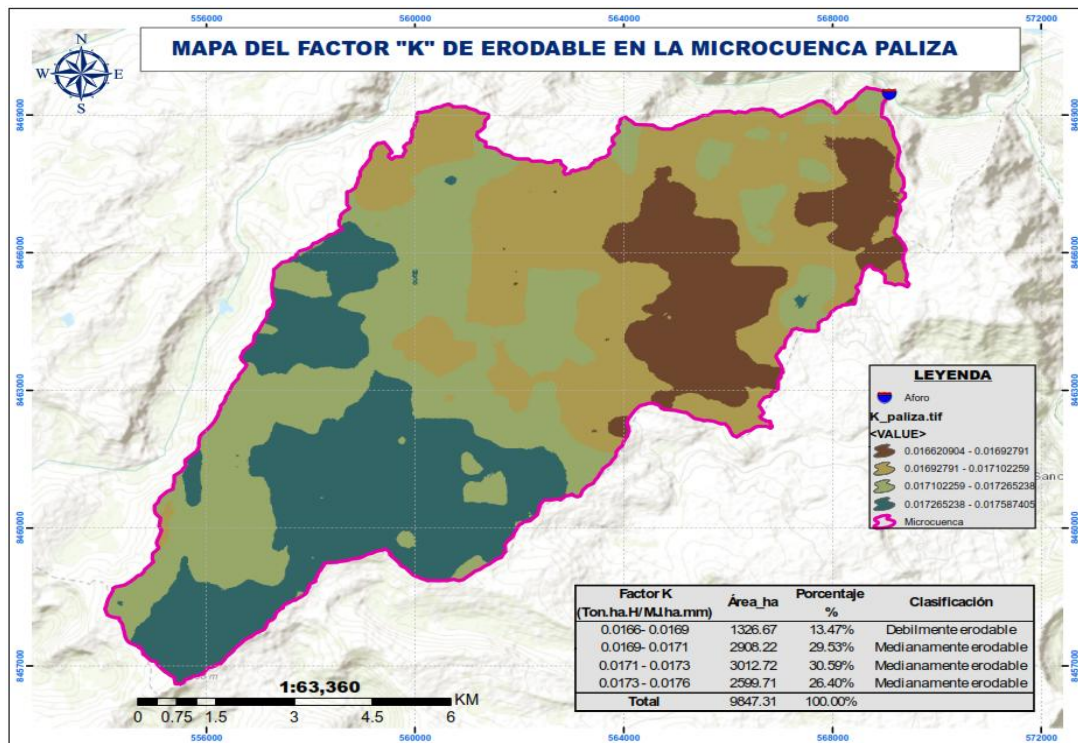 556000 560000 564000 568000 572000
MAPA DEL FACTOR "K" DE ERODABLE EN LA MICROCUENCA PALIZA
N
W E
S
8469000 8469000
8466000 8466000
8463000 8463000
8460000 8460000
8457000 8457000
LEYENDA
Aforo
K_paliza.tif
<VALUE>
0.016620904 - 0.01692791
0.01692791 - 0.017102259
0.017102259 - 0.017265238
0.017265238 - 0.017587405
Microcuenca
Factor K (Ton.ha.H/MJ.ha.mm) Área_ha Porcentaje % Clasificación
0.0166- 0.0169 1326.67 13.47% Debilmente erodable
0.0169- 0.0171 2908.22 29.53% Medianamente erodable
0.0171 - 0.0173 3012.72 30.59% Medianamente erodable
0.0173 - 0.0176 2599.71 26.40% Medianamente erodable
Total 9847.31 100.00%
1:63,360
KM
0 0.75 1.5 3 4.5 6
556000 560000 564000 568000 572000